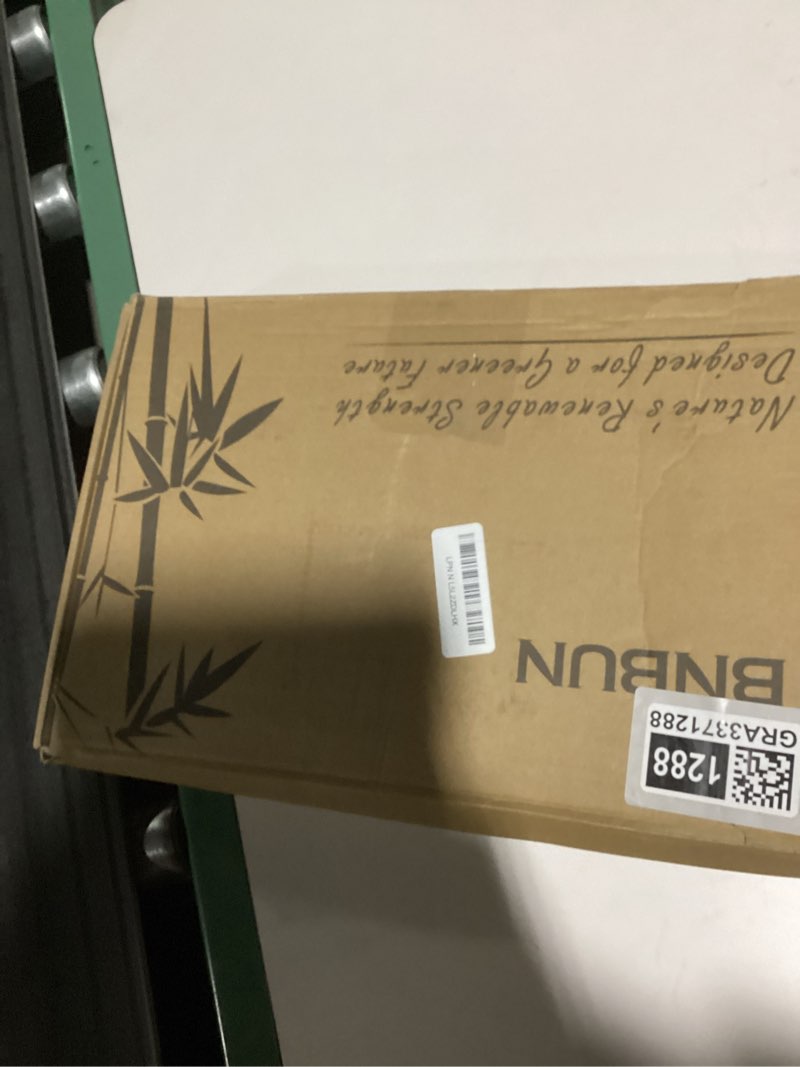 BNBUN
Nature's Renewable Strength
Designed for a Greener Future
1288
GRA3371288